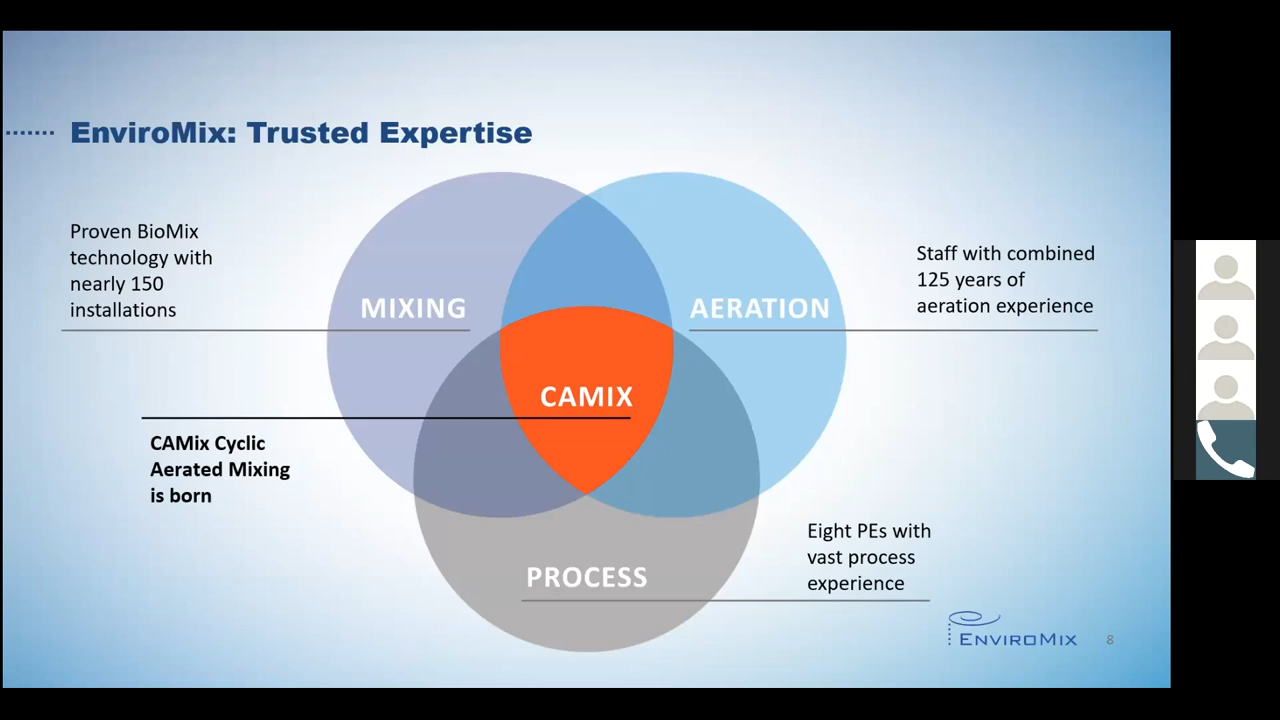 EnviroMix: Trusted Expertise
Proven BioMix
technology with
nearly 150
installations
MIXING
AERATION
Staff with combined
125 years of
aeration experience
CAMIX
CAMix Cyclic
Aerated Mixing
is born
PROCESS
Eight PEs with
vast process
experience
ENVIROMIX
8